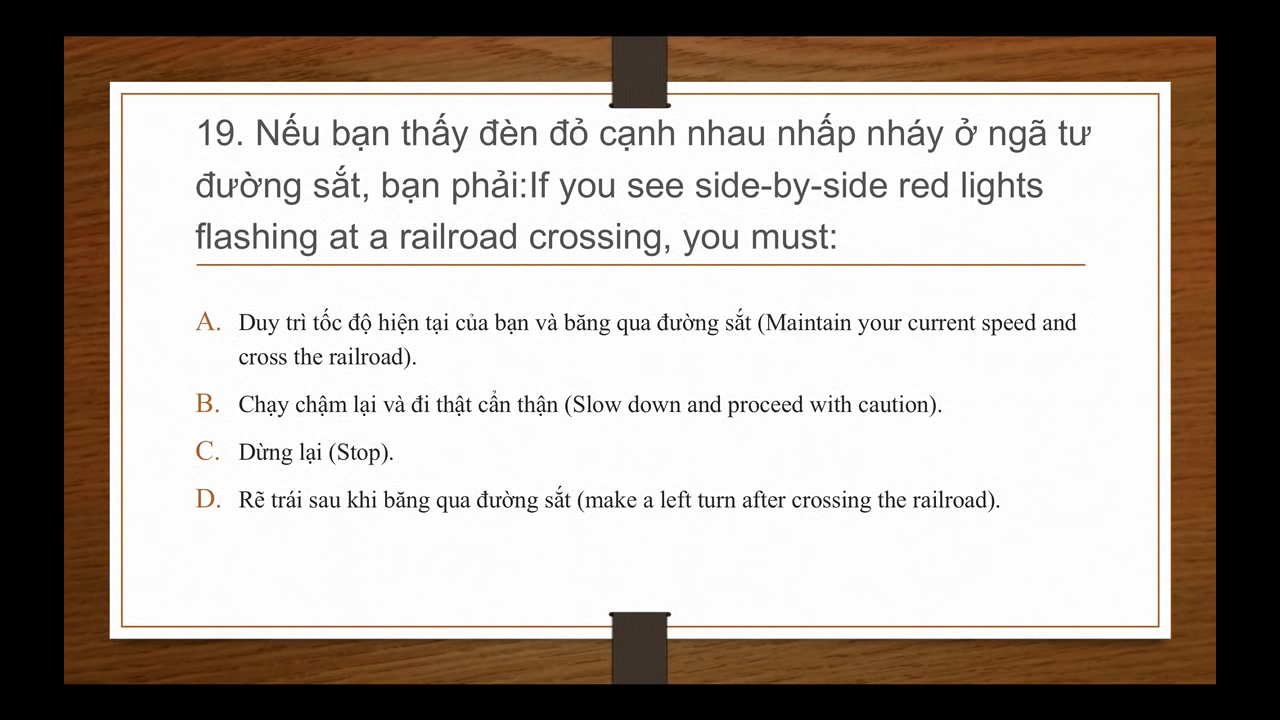 19. Nếu bạn thấy đèn đỏ cạnh nhau nhấp nháy ở ngã tư
đường sắt, bạn phải:If you see side-by-side red lights
flashing at a railroad crossing, you must:
A. Duy trì tốc độ hiện tại của bạn và băng qua đường sắt (Maintain your current speed and
cross the railroad).
B. Chạy chậm lại và đi thật cẩn thận (Slow down and proceed with caution).
C. Dừng lại (Stop).
D. Rẽ trái sau khi băng qua đường sắt (make a left turn after crossing the railroad).